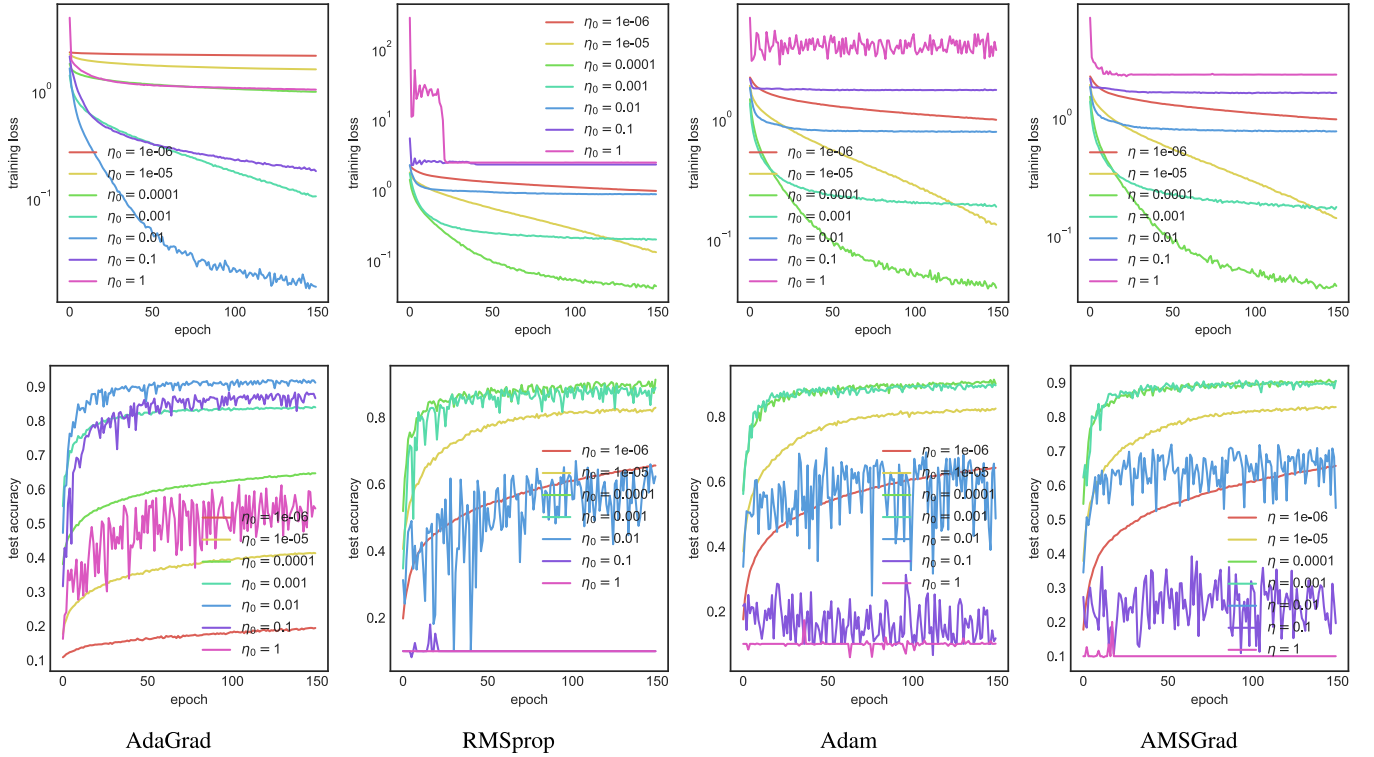 training loss
10⁰
10⁻¹
η₀ = 1e-06
η₀ = 1e-05
η₀ = 0.0001
η₀ = 0.001
η₀ = 0.01
η₀ = 0.1
η₀ = 1
0 50 100 150
epoch
training loss
10²
10¹
10⁰
10⁻¹
η₀ = 1e-06
η₀ = 1e-05
η₀ = 0.0001
η₀ = 0.001
η₀ = 0.01
η₀ = 0.1
η₀ = 1
0 50 100 150
epoch
training loss
10⁰
10⁻¹
η₀ = 1e-06
η₀ = 1e-05
η₀ = 0.0001
η₀ = 0.001
η₀ = 0.01
η₀ = 0.1
η₀ = 1
0 50 100 150
epoch
training loss
10⁰
10⁻¹
η = 1e-06
η = 1e-05
η = 0.0001
η = 0.001
η = 0.01
η = 0.1
η = 1
0 50 100 150
epoch
test accuracy
0.9
0.8
0.7
0.6
0.5
0.4
0.3
0.2
0.1
η₀ = 1e-06
η₀ = 1e-05
η₀ = 0.0001
η₀ = 0.001
η₀ = 0.01
η₀ = 0.1
η₀ = 1
0 50 100 150
epoch
test accuracy
0.8
0.6
0.4
0.2
η₀ = 1e-06
η₀ = 1e-05
η₀ = 0.0001
η₀ = 0.001
η₀ = 0.01
η₀ = 0.1
η₀ = 1
0 50 100 150
epoch
test accuracy
0.8
0.6
0.4
0.2
η₀ = 1e-06
η₀ = 1e-05
η₀ = 0.0001
η₀ = 0.001
η₀ = 0.01
η₀ = 0.1
η₀ = 1
0 50 100 150
epoch
test accuracy
0.9
0.8
0.7
0.6
0.5
0.4
0.3
0.2
0.1
η = 1e-06
η = 1e-05
η = 0.0001
η = 0.001
η = 0.01
η = 0.1
η = 1
0 50 100 150
epoch
AdaGrad
RMSprop
Adam
AMSGrad